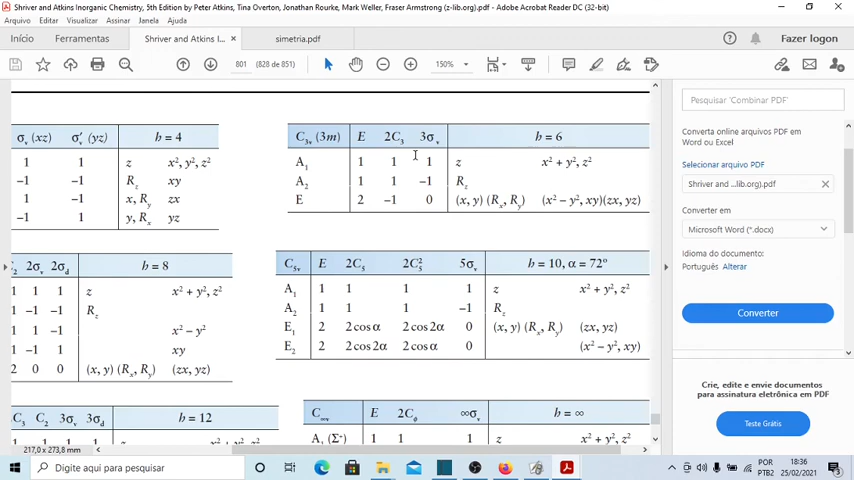 Shriver and Atkins Inorganic Chemistry, 5th Edition by Peter Atkins, Tina Overton, Jonathan Rourke, Mark Weller, Fraser Armstrong (z-lib.org).pdf - Adobe Acrobat Reader DC (32-bit)
Arquivo Editar Visualizar Assinar Janela Ajuda
Início Ferramentas Shriver and Atkins I... × simetria.pdf Fazer logon
801 (828 de 851) 150%
σv (xz) σ′v (yz) h = 4
1 1 z x², y², z²
−1 −1 Rz xy
1 −1 x, Ry zx
−1 1 y, Rx yz
C3v (3m) E 2C3 3σv h = 6
A1 1 1 1 z x² + y², z²
A2 1 1 −1 Rz
E 2 −1 0 (x, y) (Rx, Ry) (x² − y², xy)(zx, yz)
C2 2σv 2σd h = 8
1 1 1 z x² + y², z²
1 −1 −1 Rz
1 1 −1 x² − y²
1 −1 1 xy
2 0 0 (x, y) (Rx, Ry) (zx, yz)
C5v E 2C5 2C5² 5σv h = 10, α = 72º
A1 1 1 1 1 z x² + y², z²
A2 1 1 1 −1 Rz
E1 2 2 cos α 2 cos 2α 0 (x, y) (Rx, Ry) (zx, yz)
E2 2 2 cos 2α 2 cos α 0 (x² − y², xy)
C3 C2 3σv 3σd h = 12
C∞v E 2Cϕ ∞σv h = ∞
A1 (Σ+) 1 1 1 z x² + y², z²
217,0 x 273,8 mm
Pesquisar 'Combinar PDF'
Converta online arquivos PDF em Word ou Excel
Selecionar arquivo PDF
Shriver and ...lib.org).pdf ×
Converter em
Microsoft Word (*.docx)
Idioma do documento:
Português Alterar
Converter
Crie, edite e envie documentos
para assinatura eletrônica em PDF
Teste Grátis
Digite aqui para pesquisar
POR
PTB2
18:36
25/02/2021
3